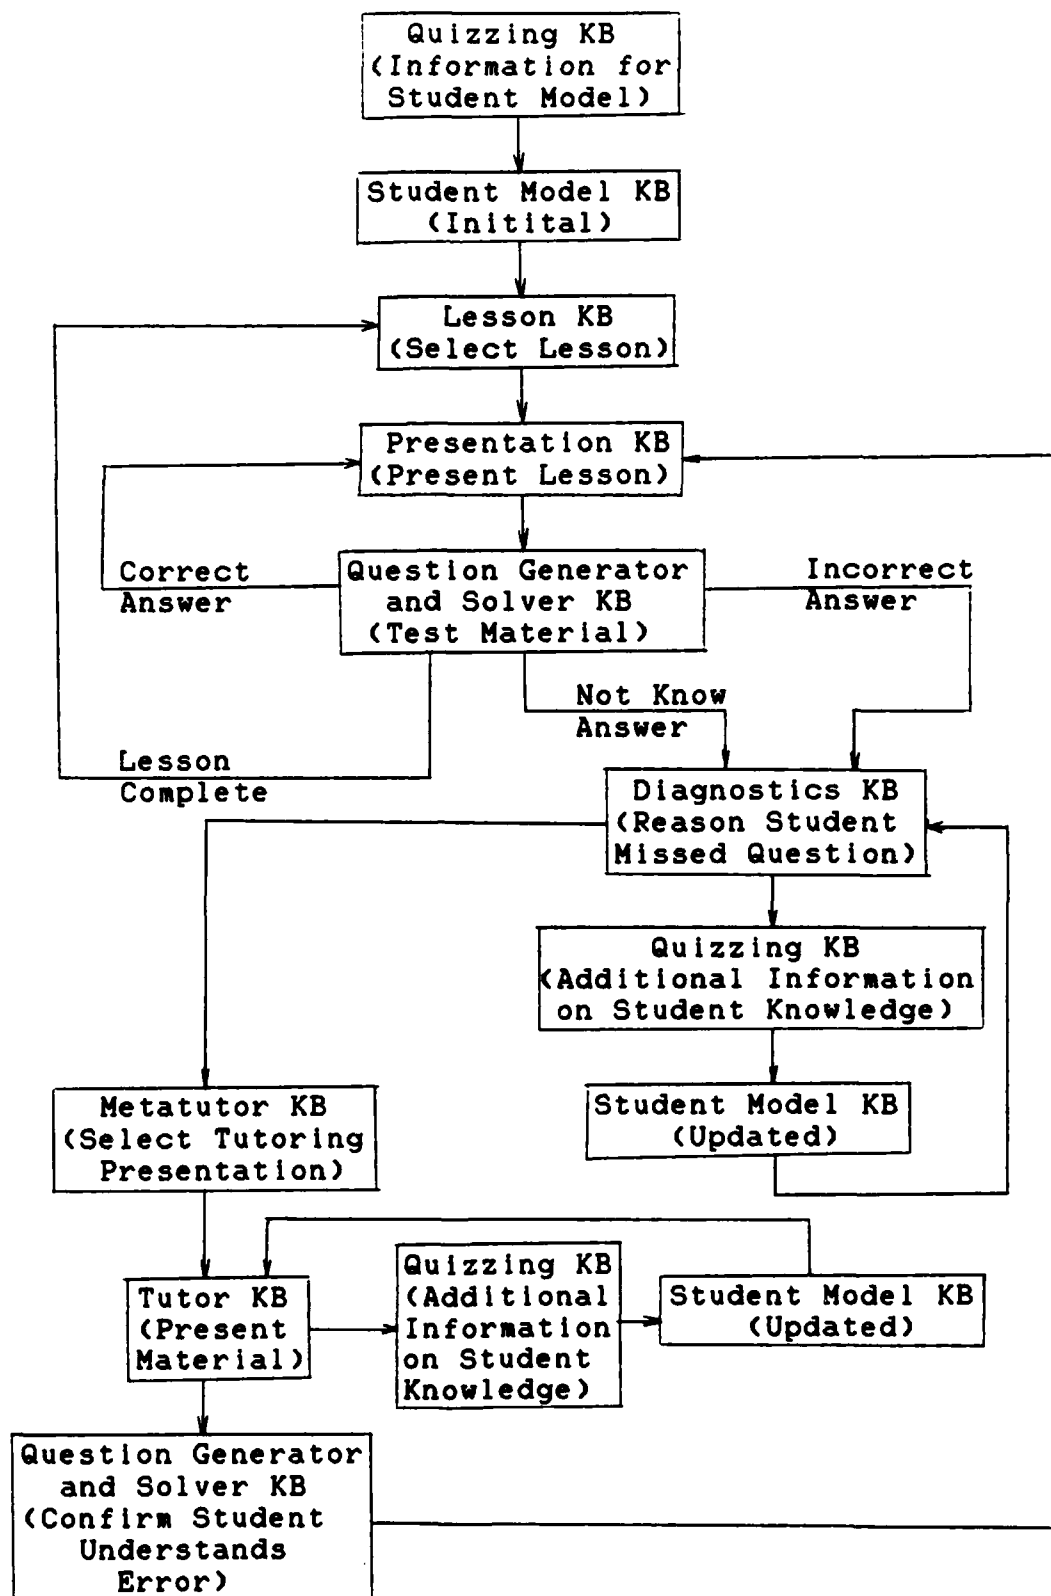 Quizzing KB
(Information for
Student Model)
Student Model KB
(Initital)
Lesson KB
(Select Lesson)
Presentation KB
(Present Lesson)
Question Generator
and Solver KB
(Test Material)
Correct
Answer
Incorrect
Answer
Not Know
Answer
Lesson
Complete
Diagnostics KB
(Reason Student
Missed Question)
Quizzing KB
(Additional Information
on Student Knowledge)
Student Model KB
(Updated)
Metatutor KB
(Select Tutoring
Presentation)
Tutor KB
(Present
Material)
Quizzing KB
(Additional
Information
on Student
Knowledge)
Student Model KB
(Updated)
Question Generator
and Solver KB
(Confirm Student
Understands
Error)